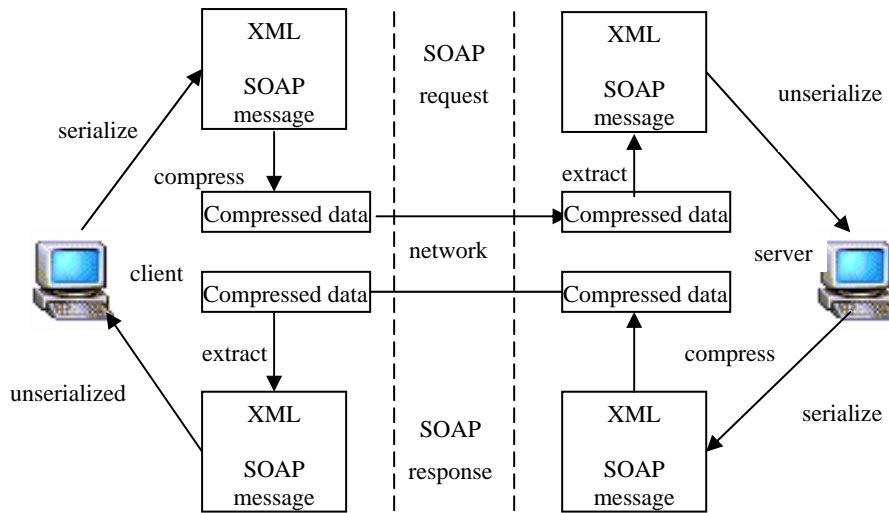 XML
SOAP
message
SOAP
request
XML
SOAP
message
serialize
unserialize
compress
extract
Compressed data
Compressed data
client
network
server
Compressed data
Compressed data
extract
compress
unserialized
serialize
XML
SOAP
message
SOAP
response
XML
SOAP
message